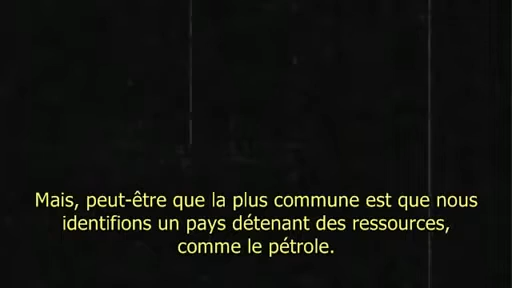 Mais, peut-être que la plus commune est que nous
identifions un pays détenant des ressources,
comme le pétrole.